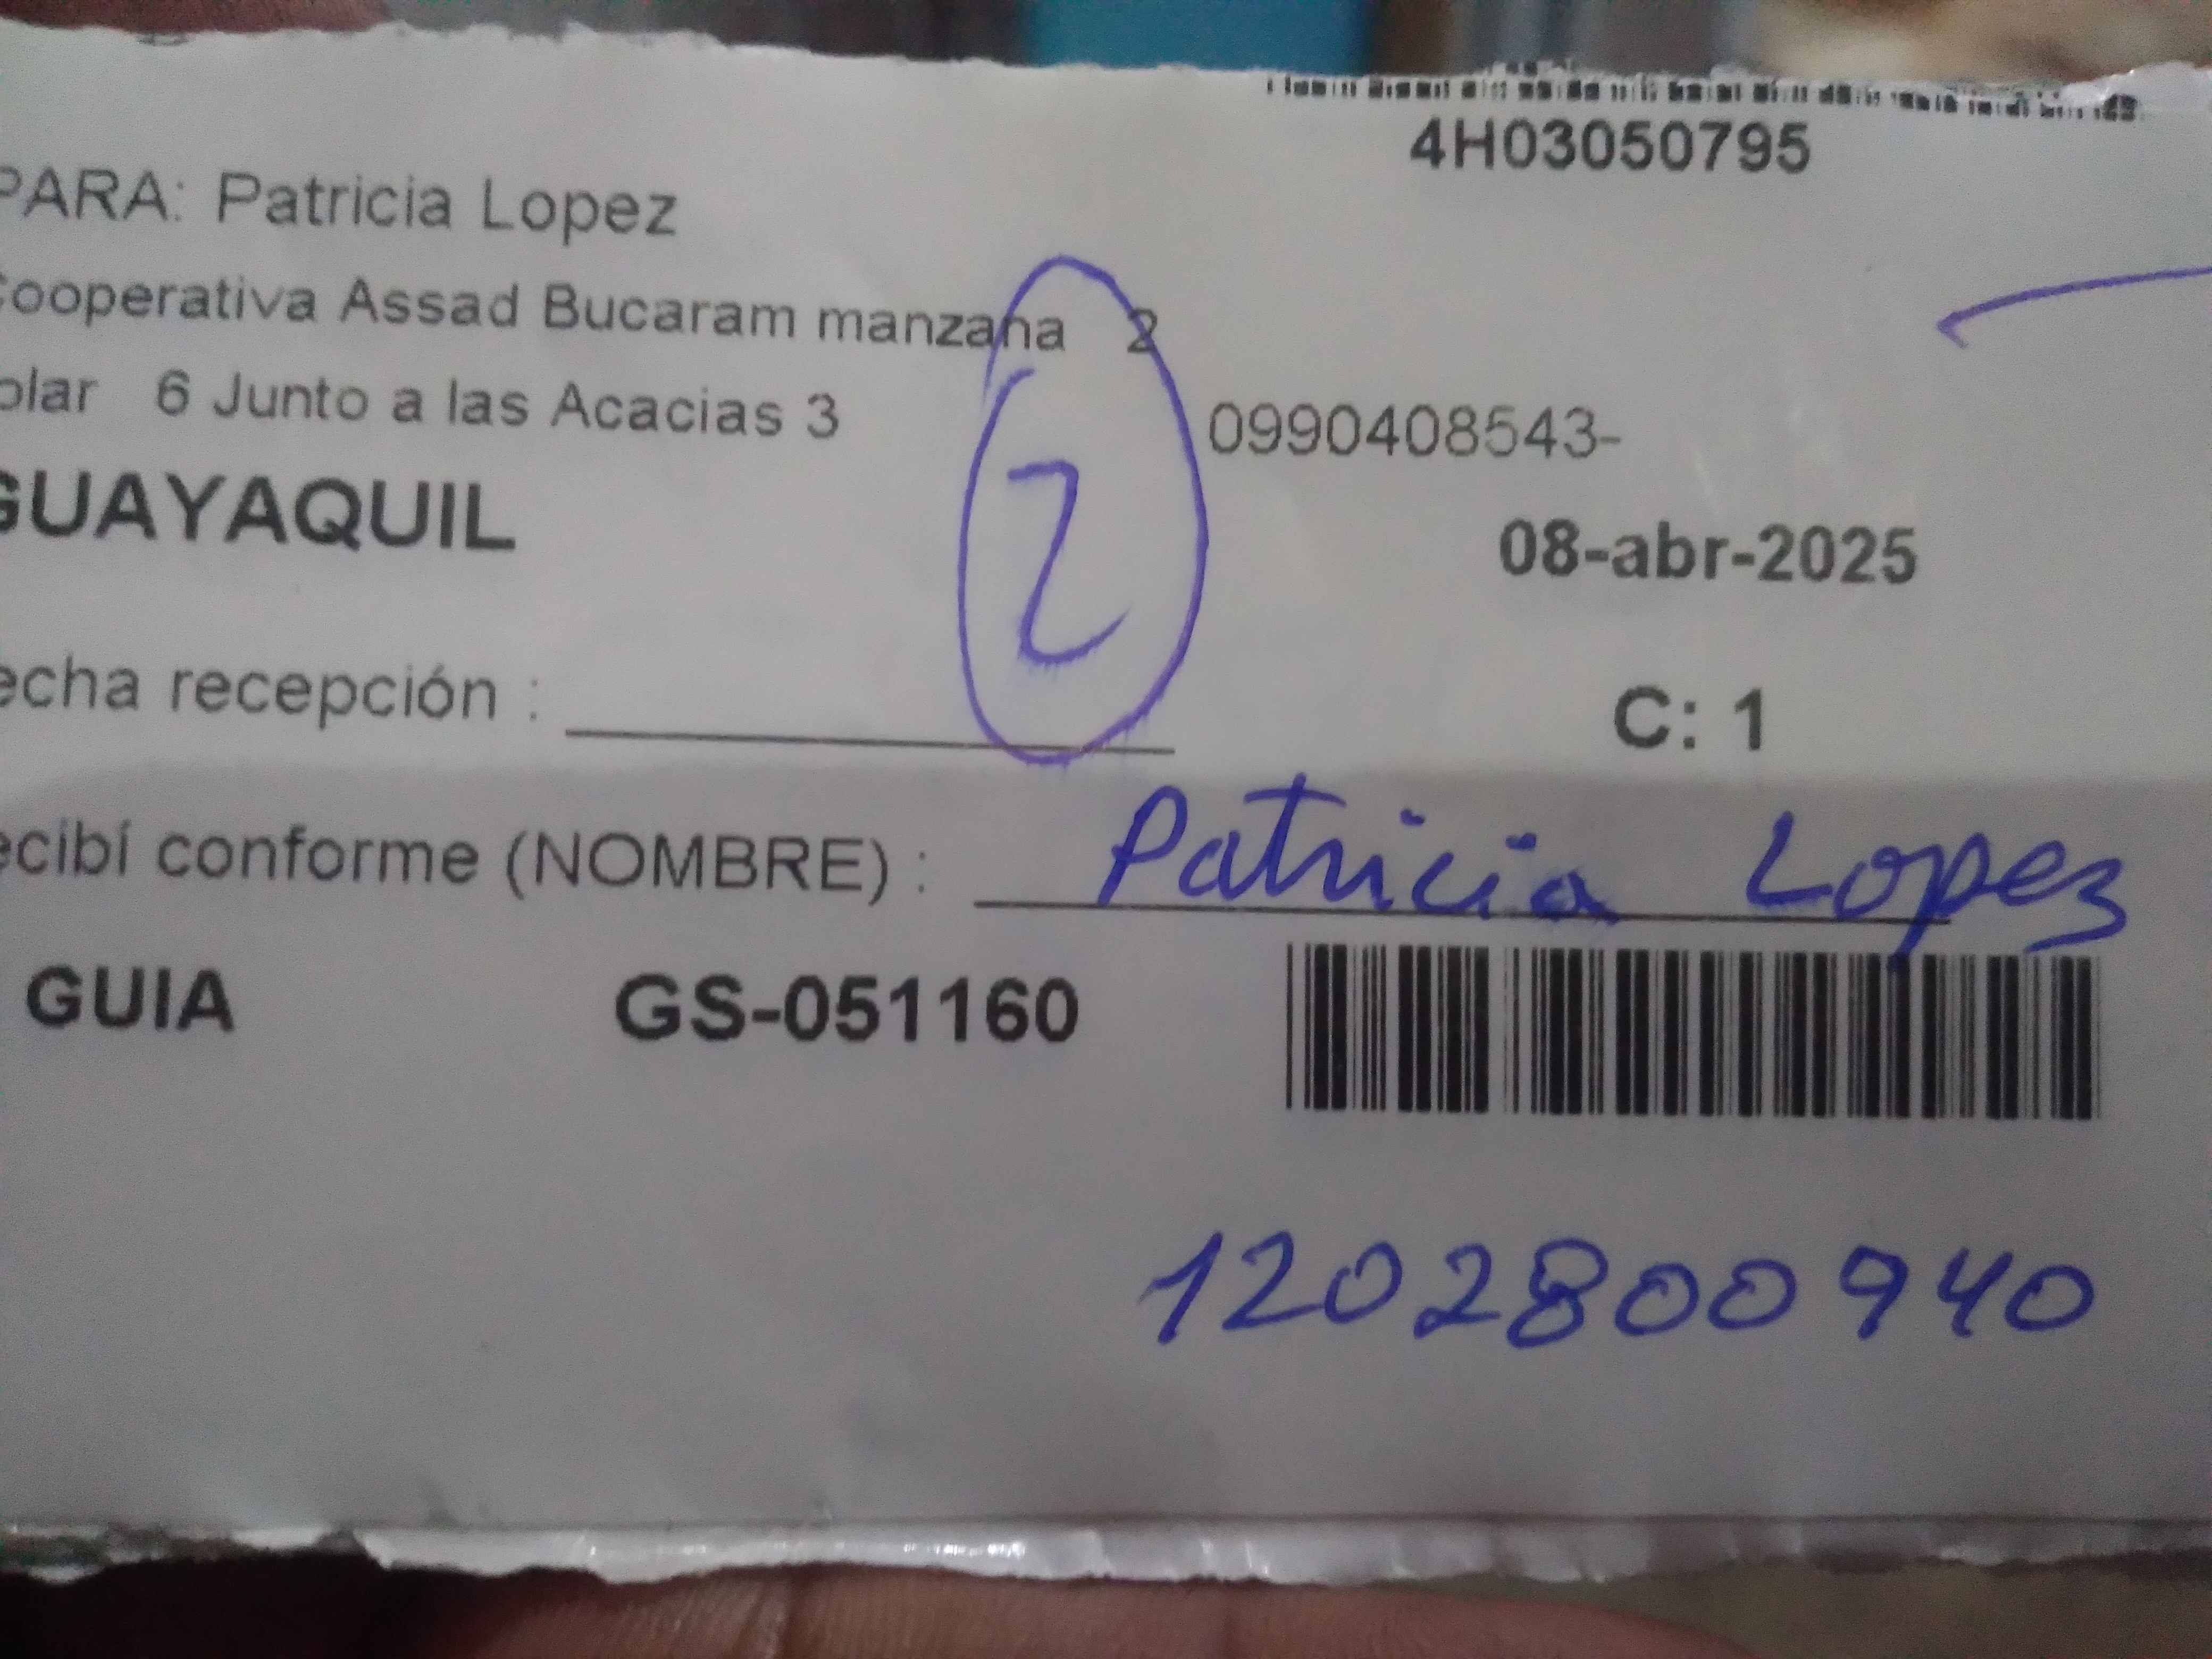 4H03050795
PARA: Patricia Lopez
Cooperativa Assad Bucaram manzana 2
olar 6 Junto a las Acacias 3
0990408543-
GUAYAQUIL
2
08-abr-2025
echa recepción :
C: 1
ecibí conforme (NOMBRE) : Patricia Lopez
GUIA GS-051160
1202800940